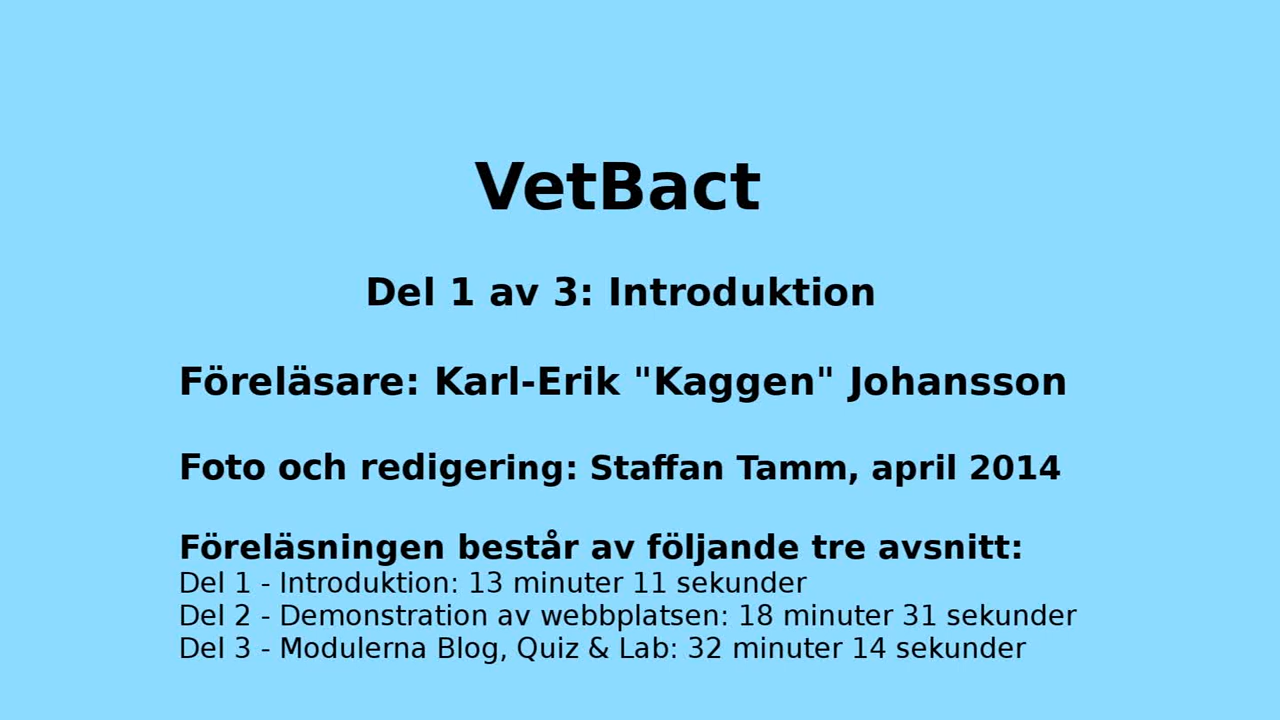 VetBact
Del 1 av 3: Introduktion
Föreläsare: Karl-Erik "Kaggen" Johansson
Foto och redigering: Staffan Tamm, april 2014
Föreläsningen består av följande tre avsnitt:
Del 1 - Introduktion: 13 minuter 11 sekunder
Del 2 - Demonstration av webbplatsen: 18 minuter 31 sekunder
Del 3 - Modulerna Blog, Quiz & Lab: 32 minuter 14 sekunder